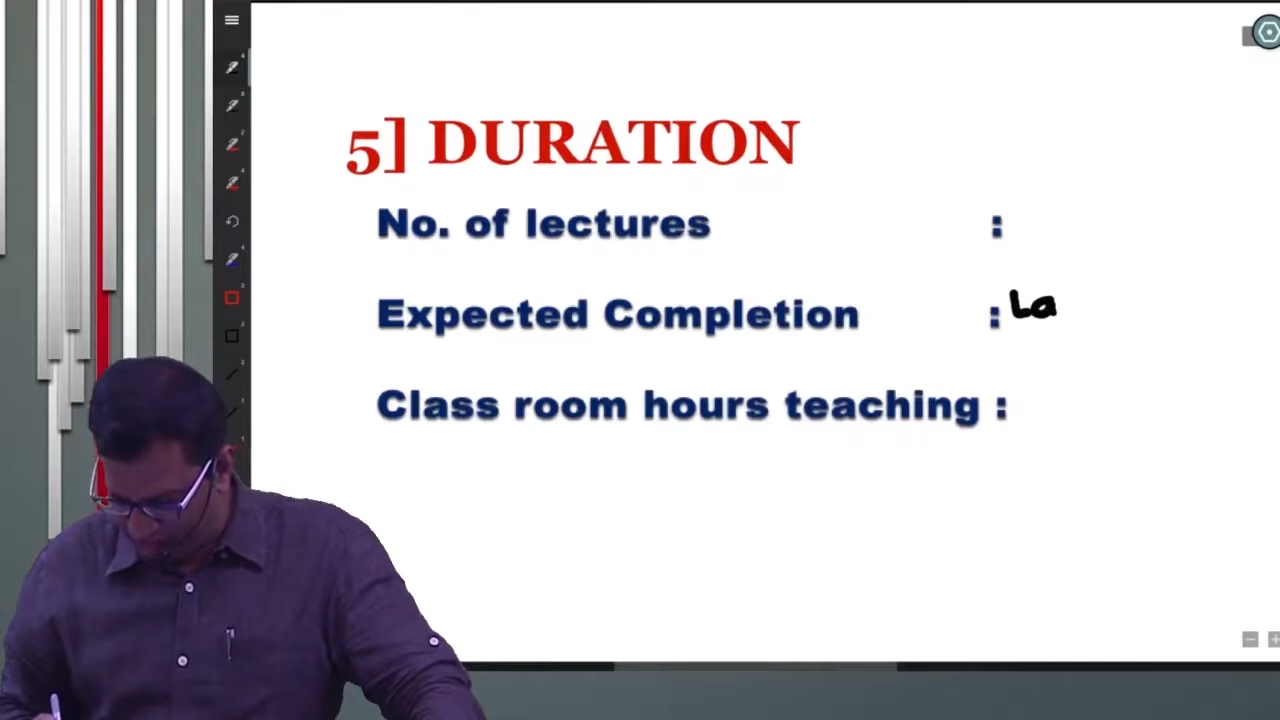 5] DURATION
No. of lectures :
Expected Completion : La
Class room hours teaching :